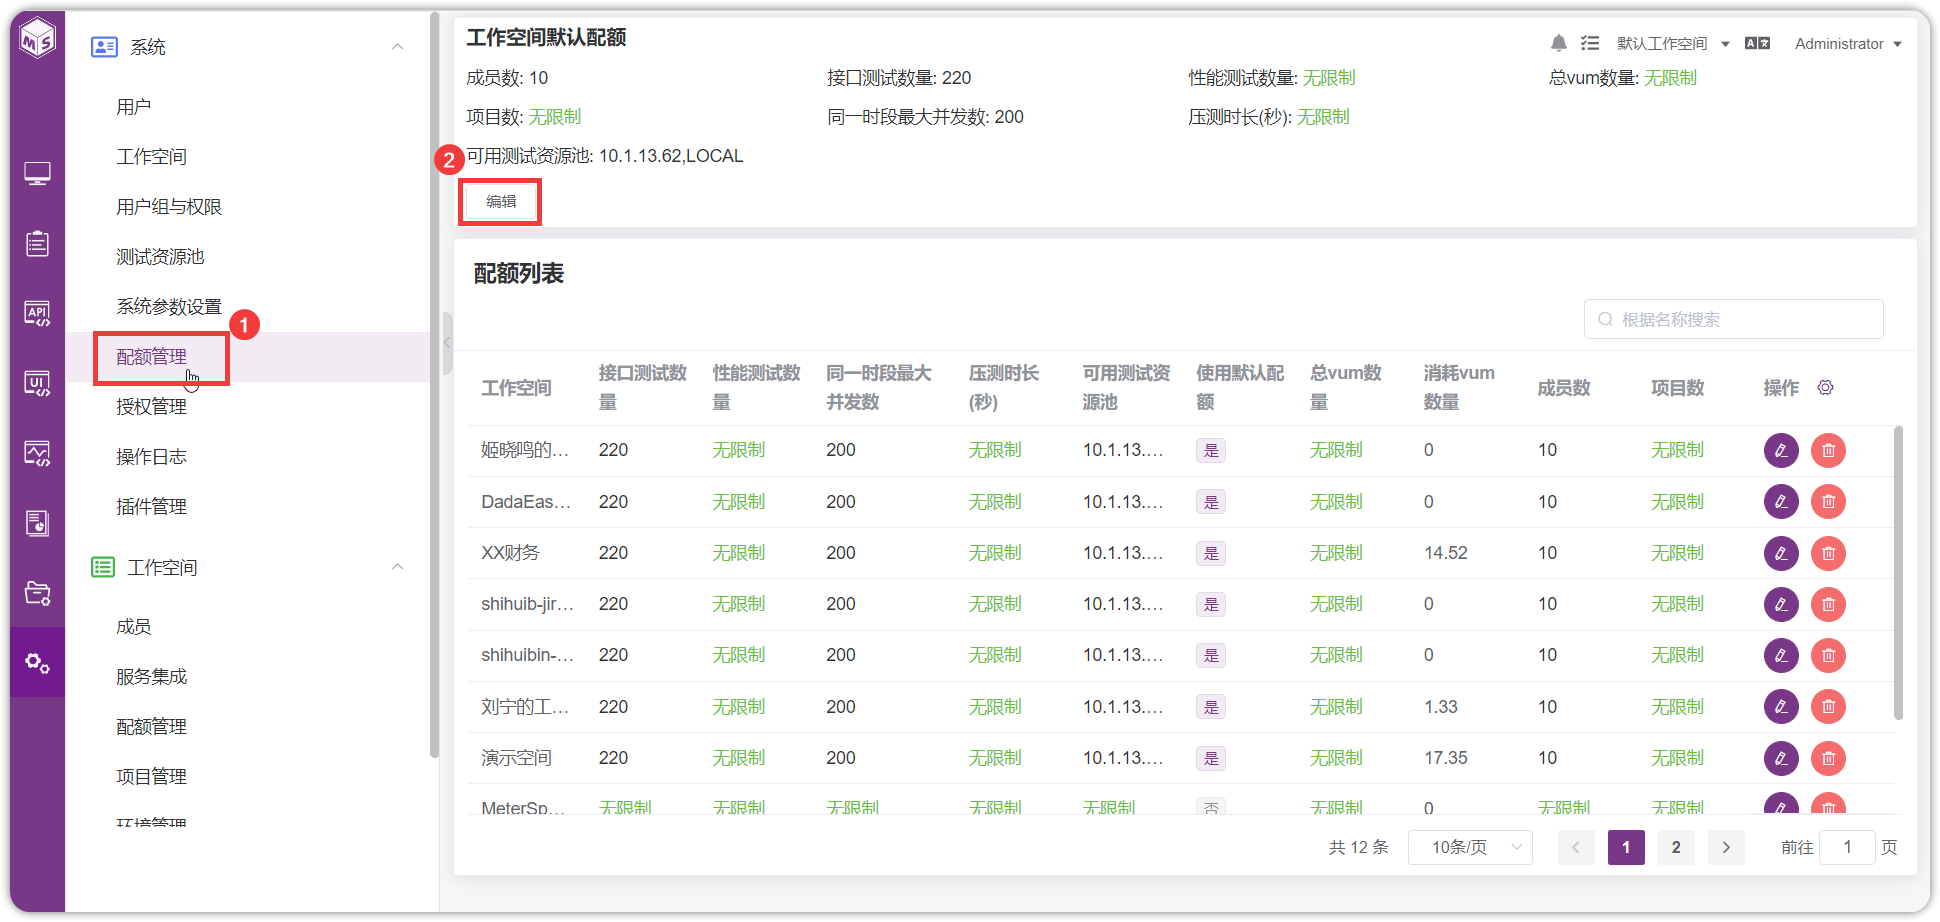 MS
系统
用户
工作空间
用户组与权限
测试资源池
系统参数设置
1
配额管理
授权管理
操作日志
插件管理
工作空间
成员
服务集成
配额管理
项目管理
环境管理
API
UI
工作空间默认配额
默认工作空间
Administrator
成员数: 10 接口测试数量: 220 性能测试数量: 无限制 总vum数量: 无限制
项目数: 无限制 同一时段最大并发数: 200 压测时长(秒): 无限制
2
可用测试资源池: 10.1.13.62,LOCAL
编辑
配额列表
根据名称搜索
工作空间 接口测试数量 性能测试数量 同一时段最大并发数 压测时长(秒) 可用测试资源池 使用默认配额 总vum数量 消耗vum数量 成员数 项目数 操作
姬晓鸣的... 220 无限制 200 无限制 10.1.13.... 是 无限制 0 10 无限制
DadaEas... 220 无限制 200 无限制 10.1.13.... 是 无限制 0 10 无限制
XX财务 220 无限制 200 无限制 10.1.13.... 是 无限制 14.52 10 无限制
shihuib-jir... 220 无限制 200 无限制 10.1.13.... 是 无限制 0 10 无限制
shihuibin-... 220 无限制 200 无限制 10.1.13.... 是 无限制 0 10 无限制
刘宁的工... 220 无限制 200 无限制 10.1.13.... 是 无限制 1.33 10 无限制
演示空间 220 无限制 200 无限制 10.1.13.... 是 无限制 17.35 10 无限制
MeterSp... 无限制 无限制 无限制 无限制 无限制 否 无限制 0 无限制 无限制
共 12 条 10条/页 1 2 前往 1 页